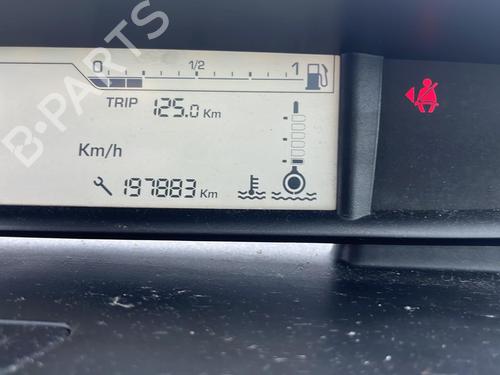 0 1/2 1
TRIP 125.0 Km
Km/h
197883 Km
B-PARTS